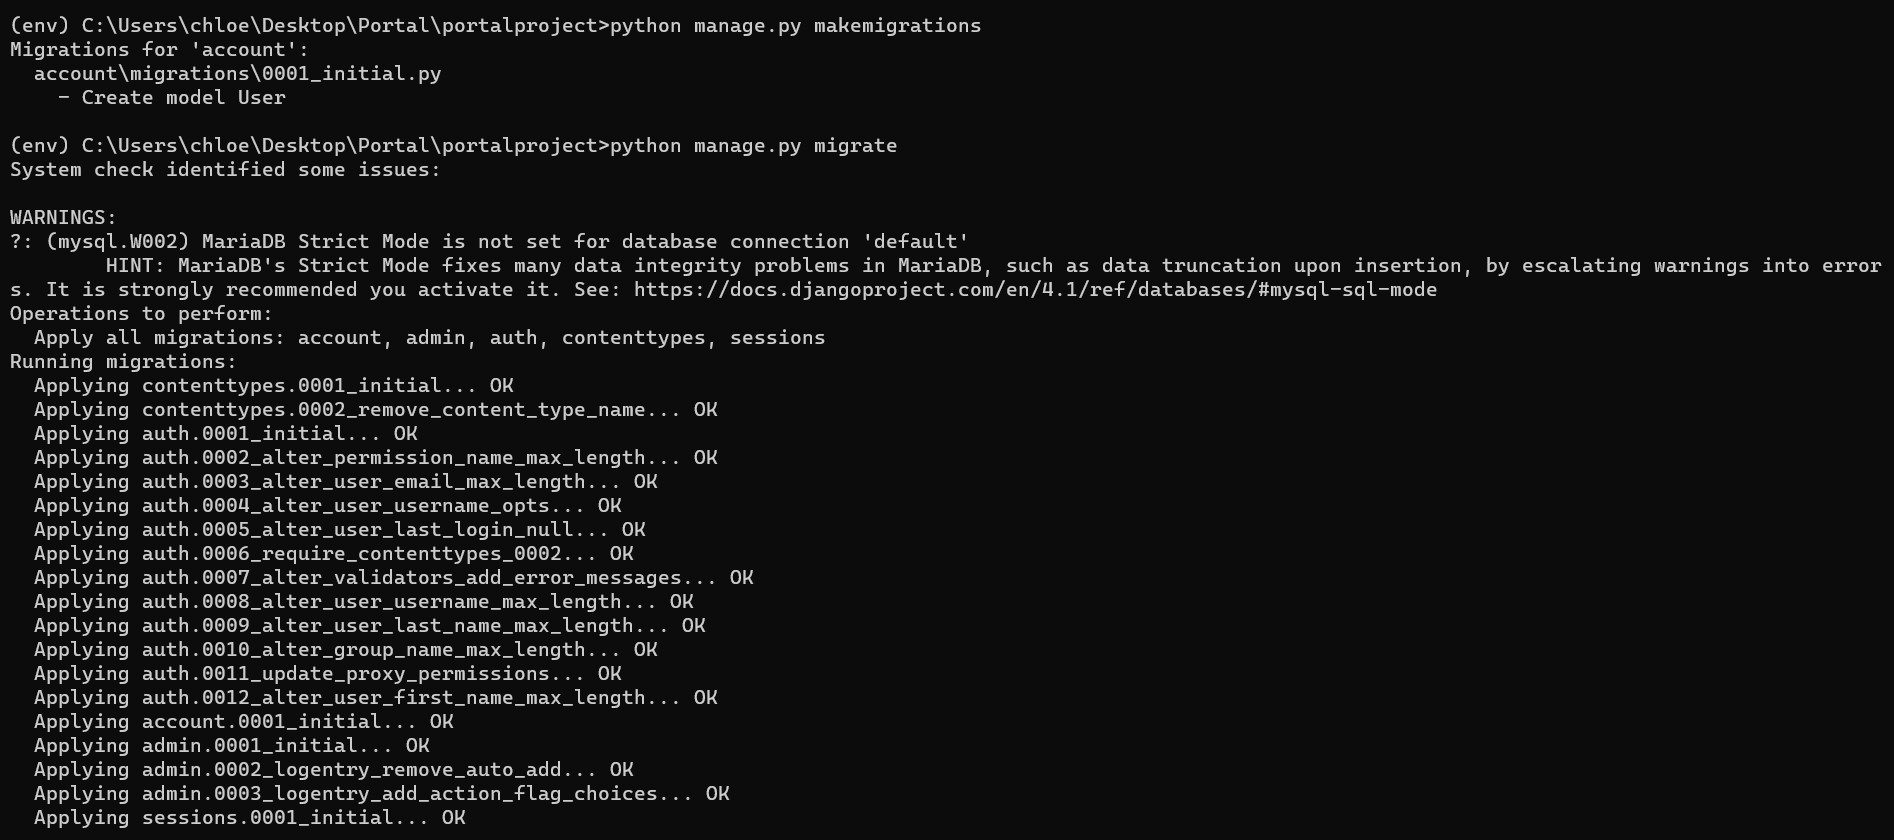 (env) C:\Users\chloe\Desktop\Portal\portalproject>python manage.py makemigrations
Migrations for 'account':
  account\migrations\0001_initial.py
    - Create model User

(env) C:\Users\chloe\Desktop\Portal\portalproject>python manage.py migrate
System check identified some issues:

WARNINGS:
?: (mysql.W002) MariaDB Strict Mode is not set for database connection 'default'
        HINT: MariaDB's Strict Mode fixes many data integrity problems in MariaDB, such as data truncation upon insertion, by escalating warnings into error
s. It is strongly recommended you activate it. See: https://docs.djangoproject.com/en/4.1/ref/databases/#mysql-sql-mode
Operations to perform:
  Apply all migrations: account, admin, auth, contenttypes, sessions
Running migrations:
  Applying contenttypes.0001_initial... OK
  Applying contenttypes.0002_remove_content_type_name... OK
  Applying auth.0001_initial... OK
  Applying auth.0002_alter_permission_name_max_length... OK
  Applying auth.0003_alter_user_email_max_length... OK
  Applying auth.0004_alter_user_username_opts... OK
  Applying auth.0005_alter_user_last_login_null... OK
  Applying auth.0006_require_contenttypes_0002... OK
  Applying auth.0007_alter_validators_add_error_messages... OK
  Applying auth.0008_alter_user_username_max_length... OK
  Applying auth.0009_alter_user_last_name_max_length... OK
  Applying auth.0010_alter_group_name_max_length... OK
  Applying auth.0011_update_proxy_permissions... OK
  Applying auth.0012_alter_user_first_name_max_length... OK
  Applying account.0001_initial... OK
  Applying admin.0001_initial... OK
  Applying admin.0002_logentry_remove_auto_add... OK
  Applying admin.0003_logentry_add_action_flag_choices... OK
  Applying sessions.0001_initial... OK